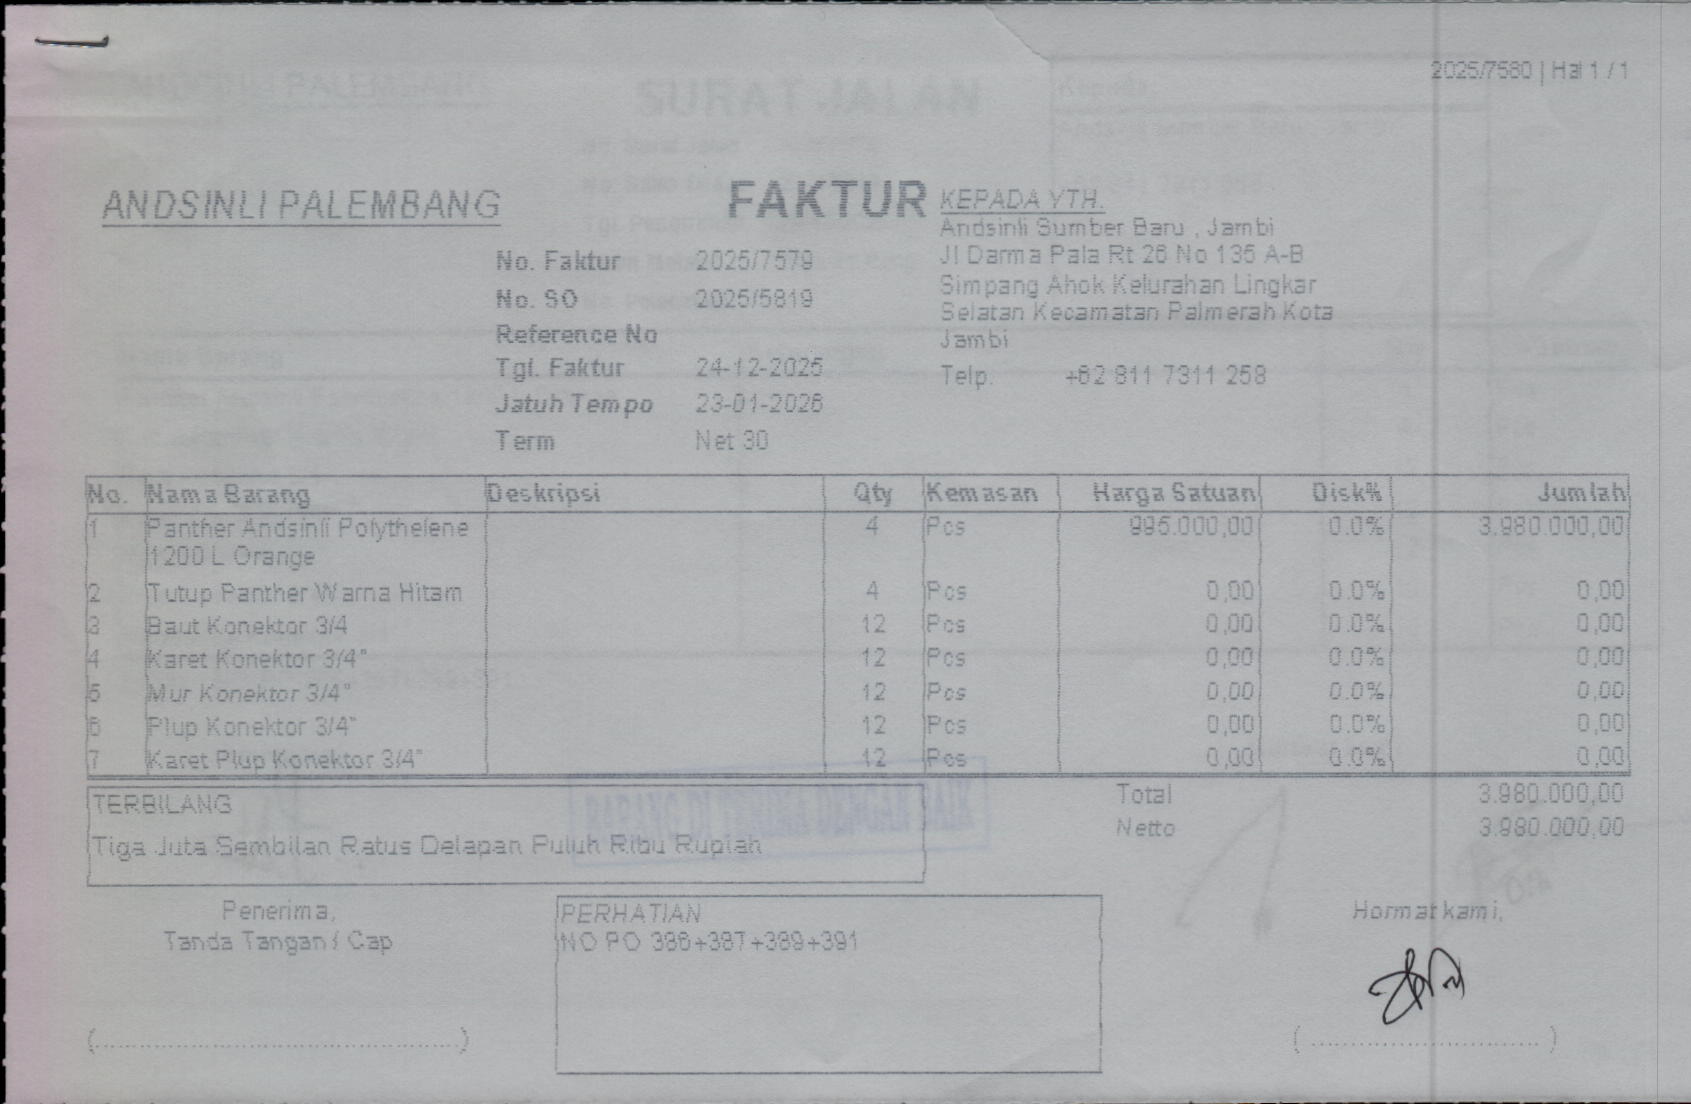 2025/7580 | Hal 1 / 1
SURAT JALAN
ANDSINLI PALEMBANG
FAKTUR
KEPADA YTH.
Andsinli Sumber Baru , Jambi
Jl Darma Pala Rt 26 No 135 A-B
Simpang Ahok Kelurahan Lingkar
Selatan Kecamatan Palmerah Kota
Jambi
Telp. +62 811 7311 258
No. Faktur 2025/7579
No. SO 2025/5819
Reference No
Tgl. Faktur 24-12-2025
Jatuh Tempo 23-01-2026
Term Net 30
No. Nama Barang Deskripsi Qty Kemasan Harga Satuan Disk% Jumlah
1 Panther Andsinli Polythelene 4 Pcs 995.000,00 0.0% 3.980.000,00
1200 L Orange
2 Tutup Panther Warna Hitam 4 Pcs 0,00 0.0% 0,00
3 Baut Konektor 3/4 12 Pcs 0,00 0.0% 0,00
4 Karet Konektor 3/4" 12 Pcs 0,00 0.0% 0,00
5 Mur Konektor 3/4" 12 Pcs 0,00 0.0% 0,00
6 Plup Konektor 3/4" 12 Pcs 0,00 0.0% 0,00
7 Karet Plup Konektor 3/4" 12 Pcs 0,00 0.0% 0,00
TERBILANG
Tiga Juta Sembilan Ratus Delapan Puluh Ribu Rupiah
BARANG DI TERIMA DENGAN BAIK
Total 3.980.000,00
Netto 3.980.000,00
Penerima,
Tanda Tangan / Cap
PERHATIAN
NO PO 386+387+389+391
Hormat kami,
(............................................)
(..............................)